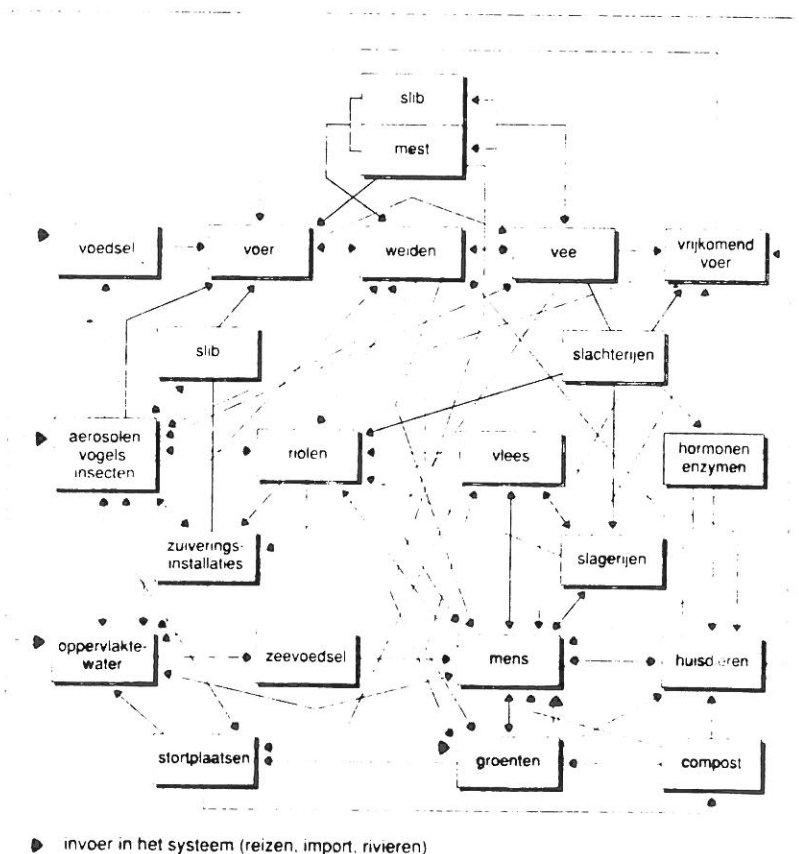 slib
mest
voedsel
voer
weiden
vee
vrijkomend
voer
slib
slachterijen
aerosolen
vogels
insecten
riolen
vlees
hormonen
enzymen
zuiverings-
installaties
slagerijen
oppervlakte-
water
zeevoedsel
mens
huisdieren
stortplaatsen
groenten
compost
invoer in het systeem (reizen, import, rivieren)